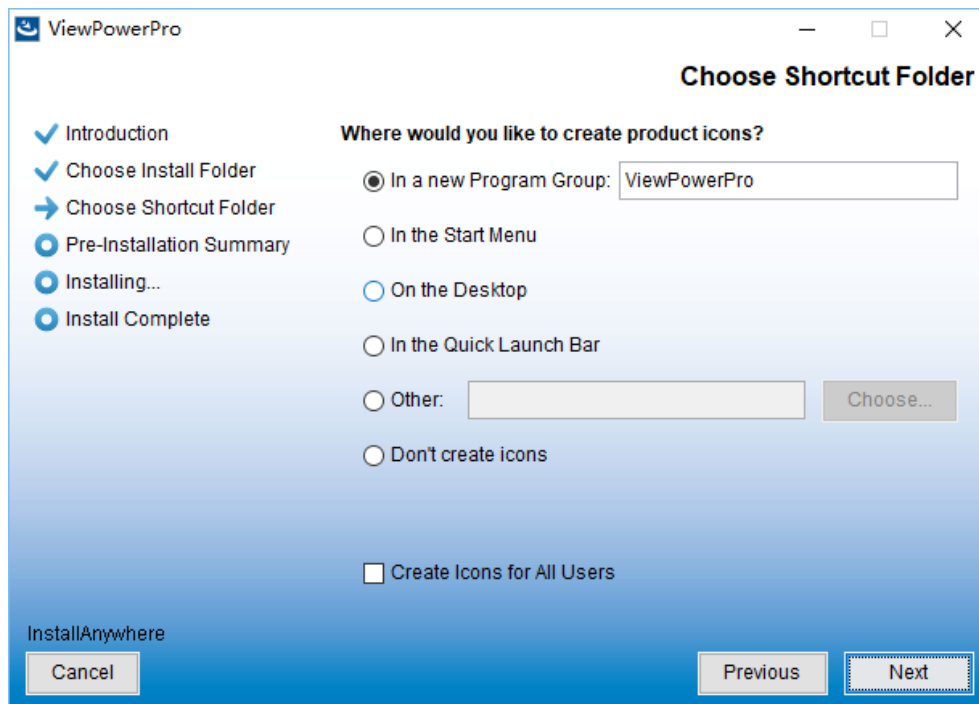 ViewPowerPro
Choose Shortcut Folder
Introduction
Choose Install Folder
Choose Shortcut Folder
Pre-Installation Summary
Installing...
Install Complete
Where would you like to create product icons?
In a new Program Group: ViewPowerPro
In the Start Menu
On the Desktop
In the Quick Launch Bar
Other: Choose...
Don't create icons
Create Icons for All Users
InstallAnywhere
Cancel Previous Next